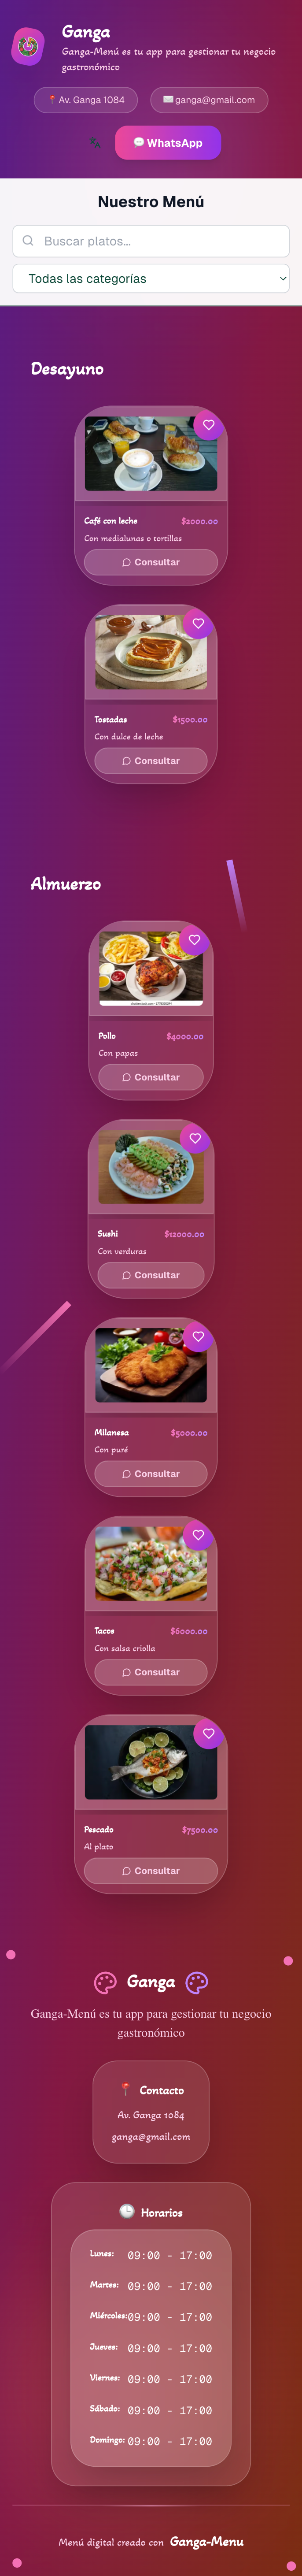 Ganga
Ganga-Menú es tu app para gestionar tu negocio
gastronómico
Av. Ganga 1084
ganga@gmail.com
WhatsApp
Nuestro Menú
Buscar platos...
Todas las categorías
Desayuno
Café con leche $2000.00
Con medialunas o tortillas
Consultar
Tostadas $1500.00
Con dulce de leche
Consultar
Almuerzo
Pollo $4000.00
Con papas
Consultar
Sushi $12000.00
Con verduras
Consultar
Milanesa $5000.00
Con puré
Consultar
Tacos $6000.00
Con salsa criolla
Consultar
Pescado $7500.00
Al plato
Consultar
Ganga
Ganga-Menú es tu app para gestionar tu negocio
gastronómico
Contacto
Av. Ganga 1084
ganga@gmail.com
Horarios
Lunes: 09:00 - 17:00
Martes: 09:00 - 17:00
Miércoles: 09:00 - 17:00
Jueves: 09:00 - 17:00
Viernes: 09:00 - 17:00
Sábado: 09:00 - 17:00
Domingo: 09:00 - 17:00
Menú digital creado con Ganga-Menu